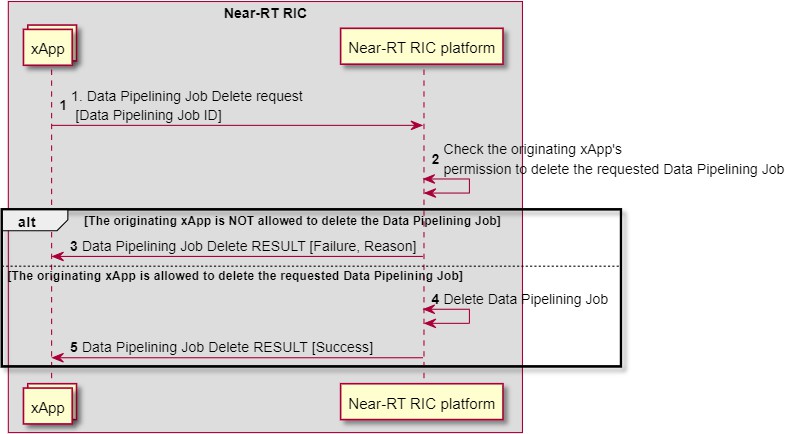 Near-RT RIC
xApp
Near-RT RIC platform
1 1. Data Pipelining Job Delete request
[Data Pipelining Job ID]
Check the originating xApp's
2 permission to delete the requested Data Pipelining Job
alt [The originating xApp is NOT allowed to delete the Data Pipelining Job]
3 Data Pipelining Job Delete RESULT [Failure, Reason]
[The originating xApp is allowed to delete the requested Data Pipelining Job]
4 Delete Data Pipelining Job
5 Data Pipelining Job Delete RESULT [Success]
xApp
Near-RT RIC platform